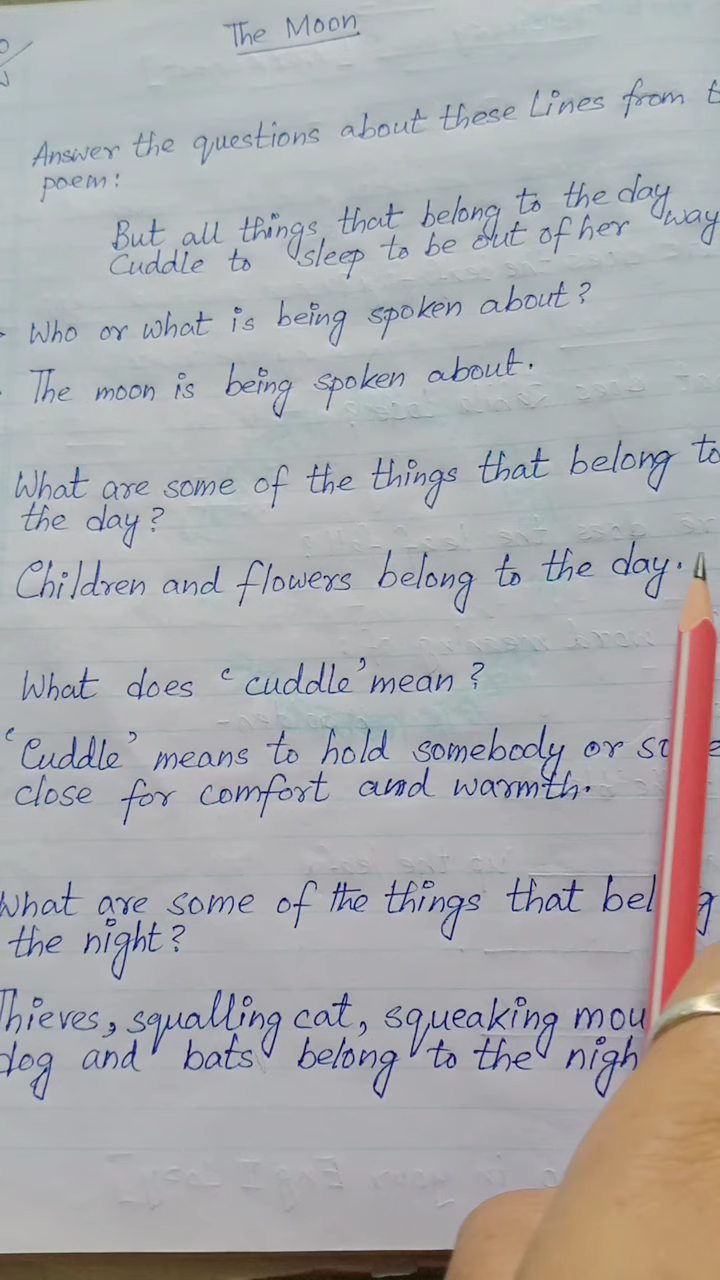 The Moon
Answer the questions about these Lines from
poem:
But all things that belong to the day
Cuddle to sleep to be out of her way
Who or what is being spoken about?
The moon is being spoken about.
What are some of the things that belong to
the day?
Children and flowers belong to the day.
What does 'cuddle' mean?
'Cuddle' means to hold somebody or
close for comfort and warmth.
What are some of the things that
the night?
Thieves, squalling cat, squeaking
dog and bats belong to the